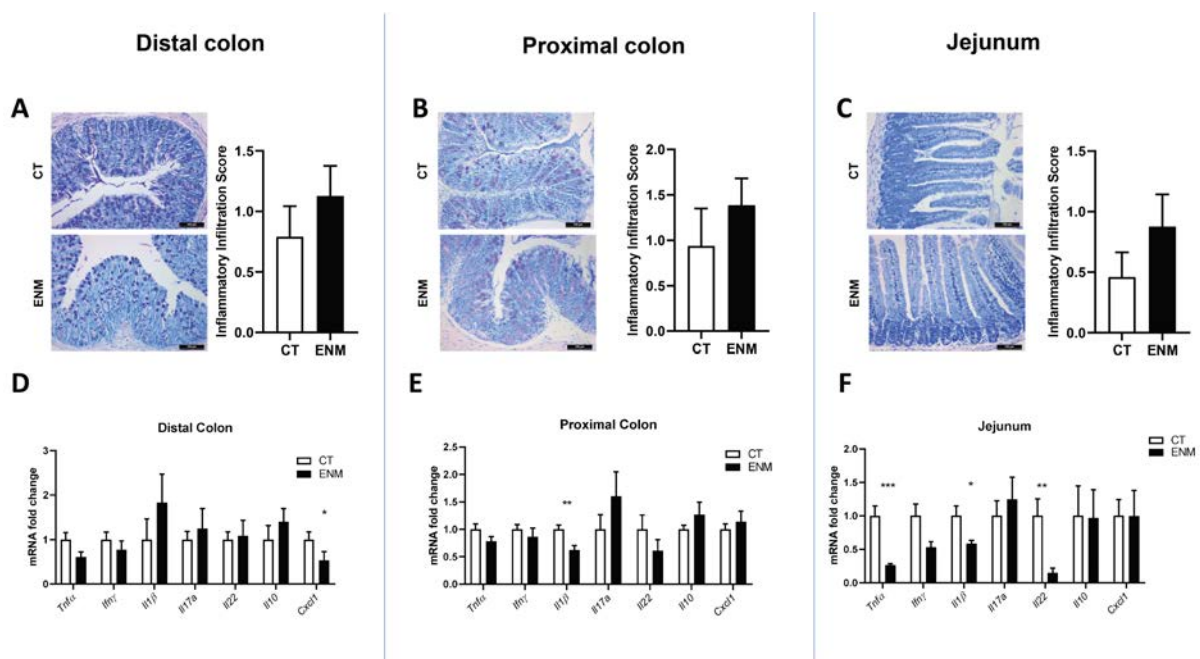 Distal colon
Proximal colon
Jejunum
A
CT
ENM
Inflammatory Infiltration Score
1.5
1.0
0.5
0.0
CT
ENM
B
CT
ENM
Inflammatory Infiltration Score
2.0
1.5
1.0
0.5
0.0
CT
ENM
C
CT
ENM
Inflammatory Infiltration Score
1.5
1.0
0.5
0.0
CT
ENM
D
Distal Colon
mRNA fold change
3
2
1
0
CT
ENM
*
Tnfα
Ifnγ
Il1β
Il17a
Il22
Il10
Cxcl1
E
Proximal Colon
mRNA fold change
2.5
2.0
1.5
1.0
0.5
0.0
CT
ENM
**
Tnfα
Ifnγ
Il1β
Il17a
Il22
Il10
Cxcl1
F
Jejunum
mRNA fold change
2.0
1.5
1.0
0.5
0.0
CT
ENM
***
*
**
Tnfα
Ifnγ
Il1β
Il17a
Il22
Il10
Cxcl1